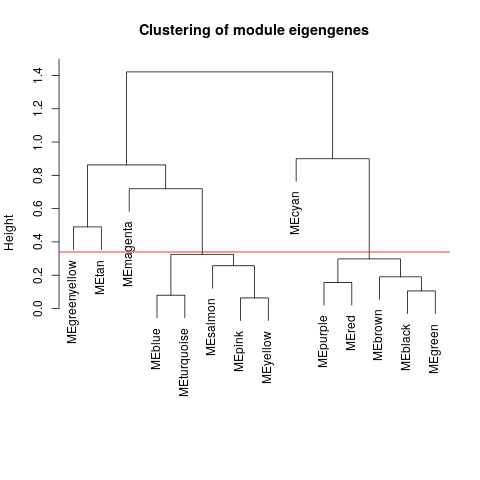 Clustering of module eigengenes
Height
1.4
1.2
1.0
0.8
0.6
0.4
0.2
0.0
MEgreenyellow
MEtan
MEmagenta
MEblue
MEturquoise
MEsalmon
MEpink
MEyellow
MEcyan
MEpurple
MEred
MEbrown
MEblack
MEgreen